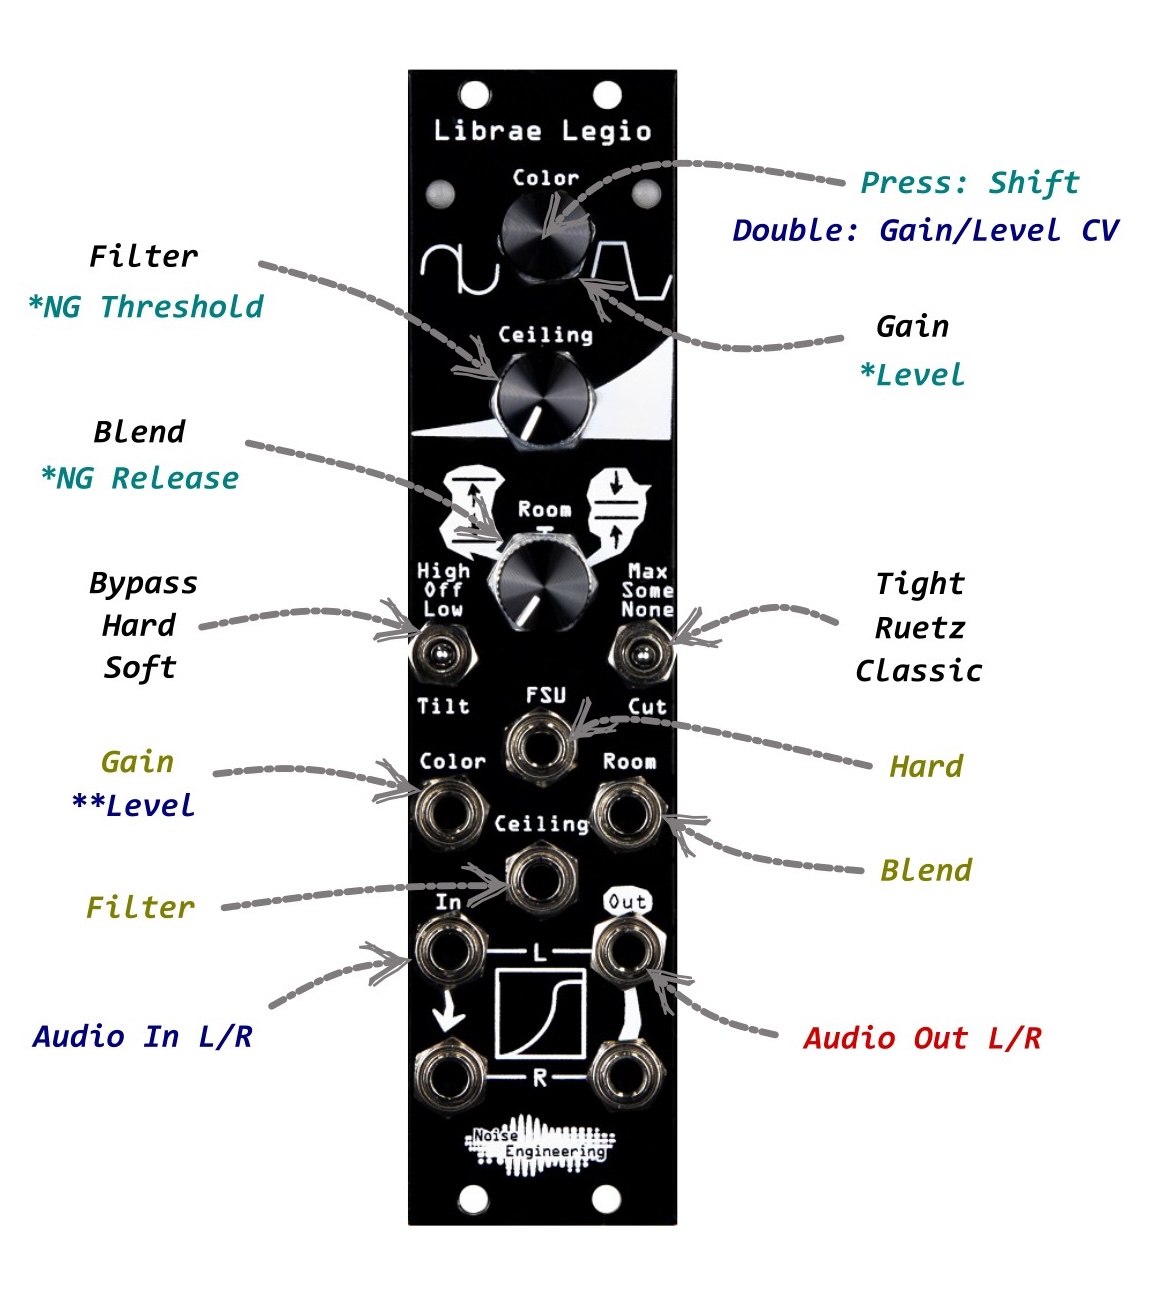 Librae Legio
Color
Press: Shift
Double: Gain/Level CV
Filter
*NG Threshold
Ceiling
Gain
*Level
Blend
*NG Release
Room
High
Off
Low
Max
Some
None
Bypass
Hard
Soft
Tight
Ruetz
Classic
Tilt
FSU
Cut
Gain
**Level
Color
Room
Hard
Ceiling
Filter
Blend
In
Out
L
Audio In L/R
Audio Out L/R
R
Noise
Engineering